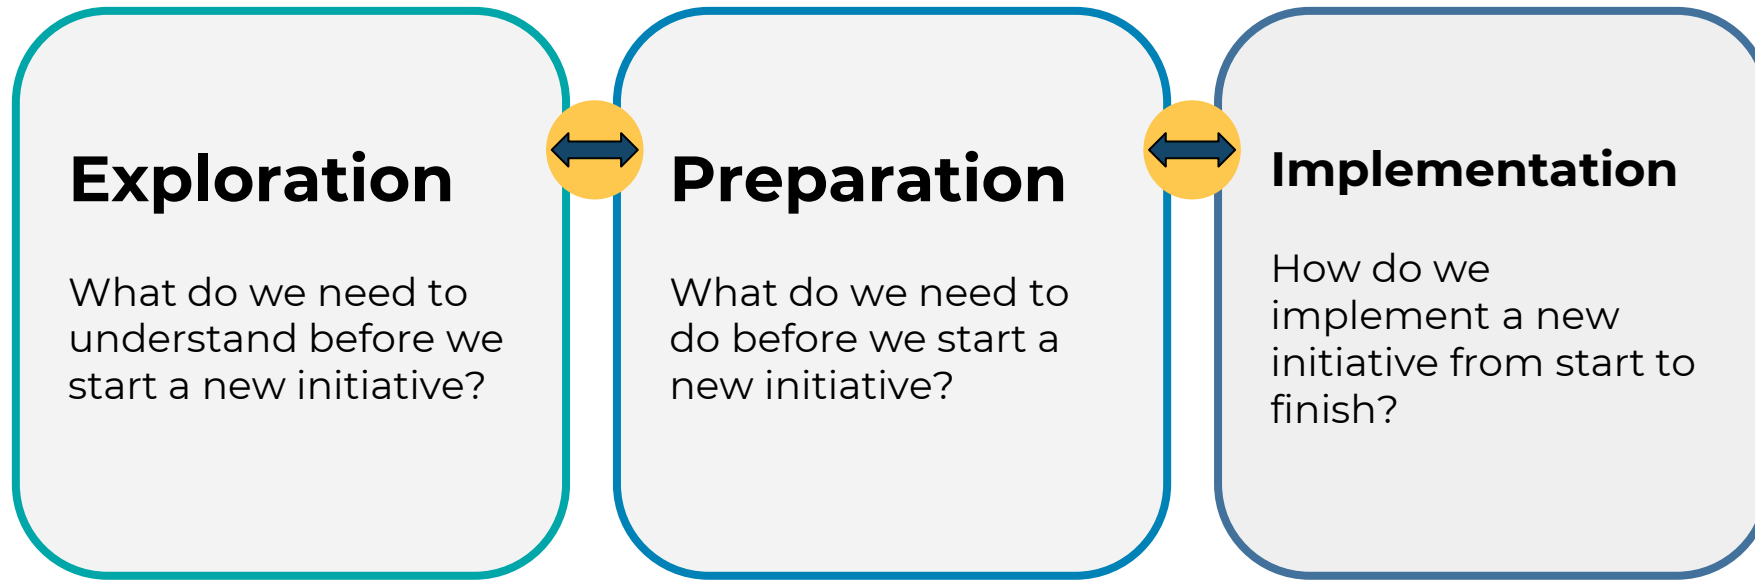 Exploration
What do we need to
understand before we
start a new initiative?
Preparation
What do we need to
do before we start a
new initiative?
Implementation
How do we
implement a new
initiative from start to
finish?